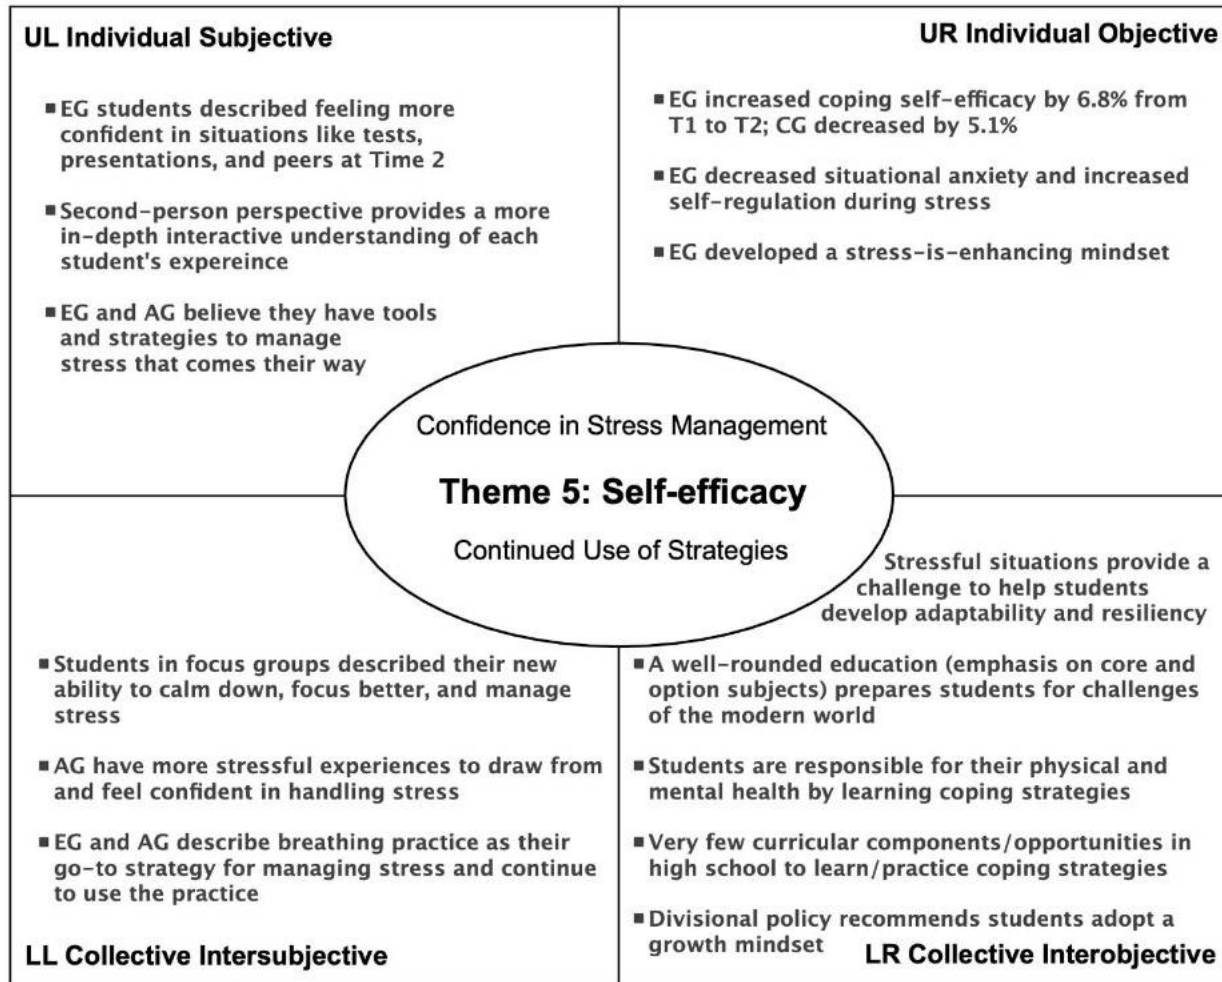 UL Individual Subjective
■ EG students described feeling more
confident in situations like tests,
presentations, and peers at Time 2
■ Second-person perspective provides a more
in-depth interactive understanding of each
student's expereince
■ EG and AG believe they have tools
and strategies to manage
stress that comes their way
UR Individual Objective
■ EG increased coping self-efficacy by 6.8% from
T1 to T2; CG decreased by 5.1%
■ EG decreased situational anxiety and increased
self-regulation during stress
■ EG developed a stress-is-enhancing mindset
Confidence in Stress Management
Theme 5: Self-efficacy
Continued Use of Strategies
■ Students in focus groups described their new
ability to calm down, focus better, and manage
stress
■ AG have more stressful experiences to draw from
and feel confident in handling stress
■ EG and AG describe breathing practice as their
go-to strategy for managing stress and continue
to use the practice
LL Collective Intersubjective
Stressful situations provide a
challenge to help students
develop adaptability and resiliency
■ A well-rounded education (emphasis on core and
option subjects) prepares students for challenges
of the modern world
■ Students are responsible for their physical and
mental health by learning coping strategies
■ Very few curricular components/opportunities in
high school to learn/practice coping strategies
■ Divisional policy recommends students adopt a
growth mindset
LR Collective Interobjective